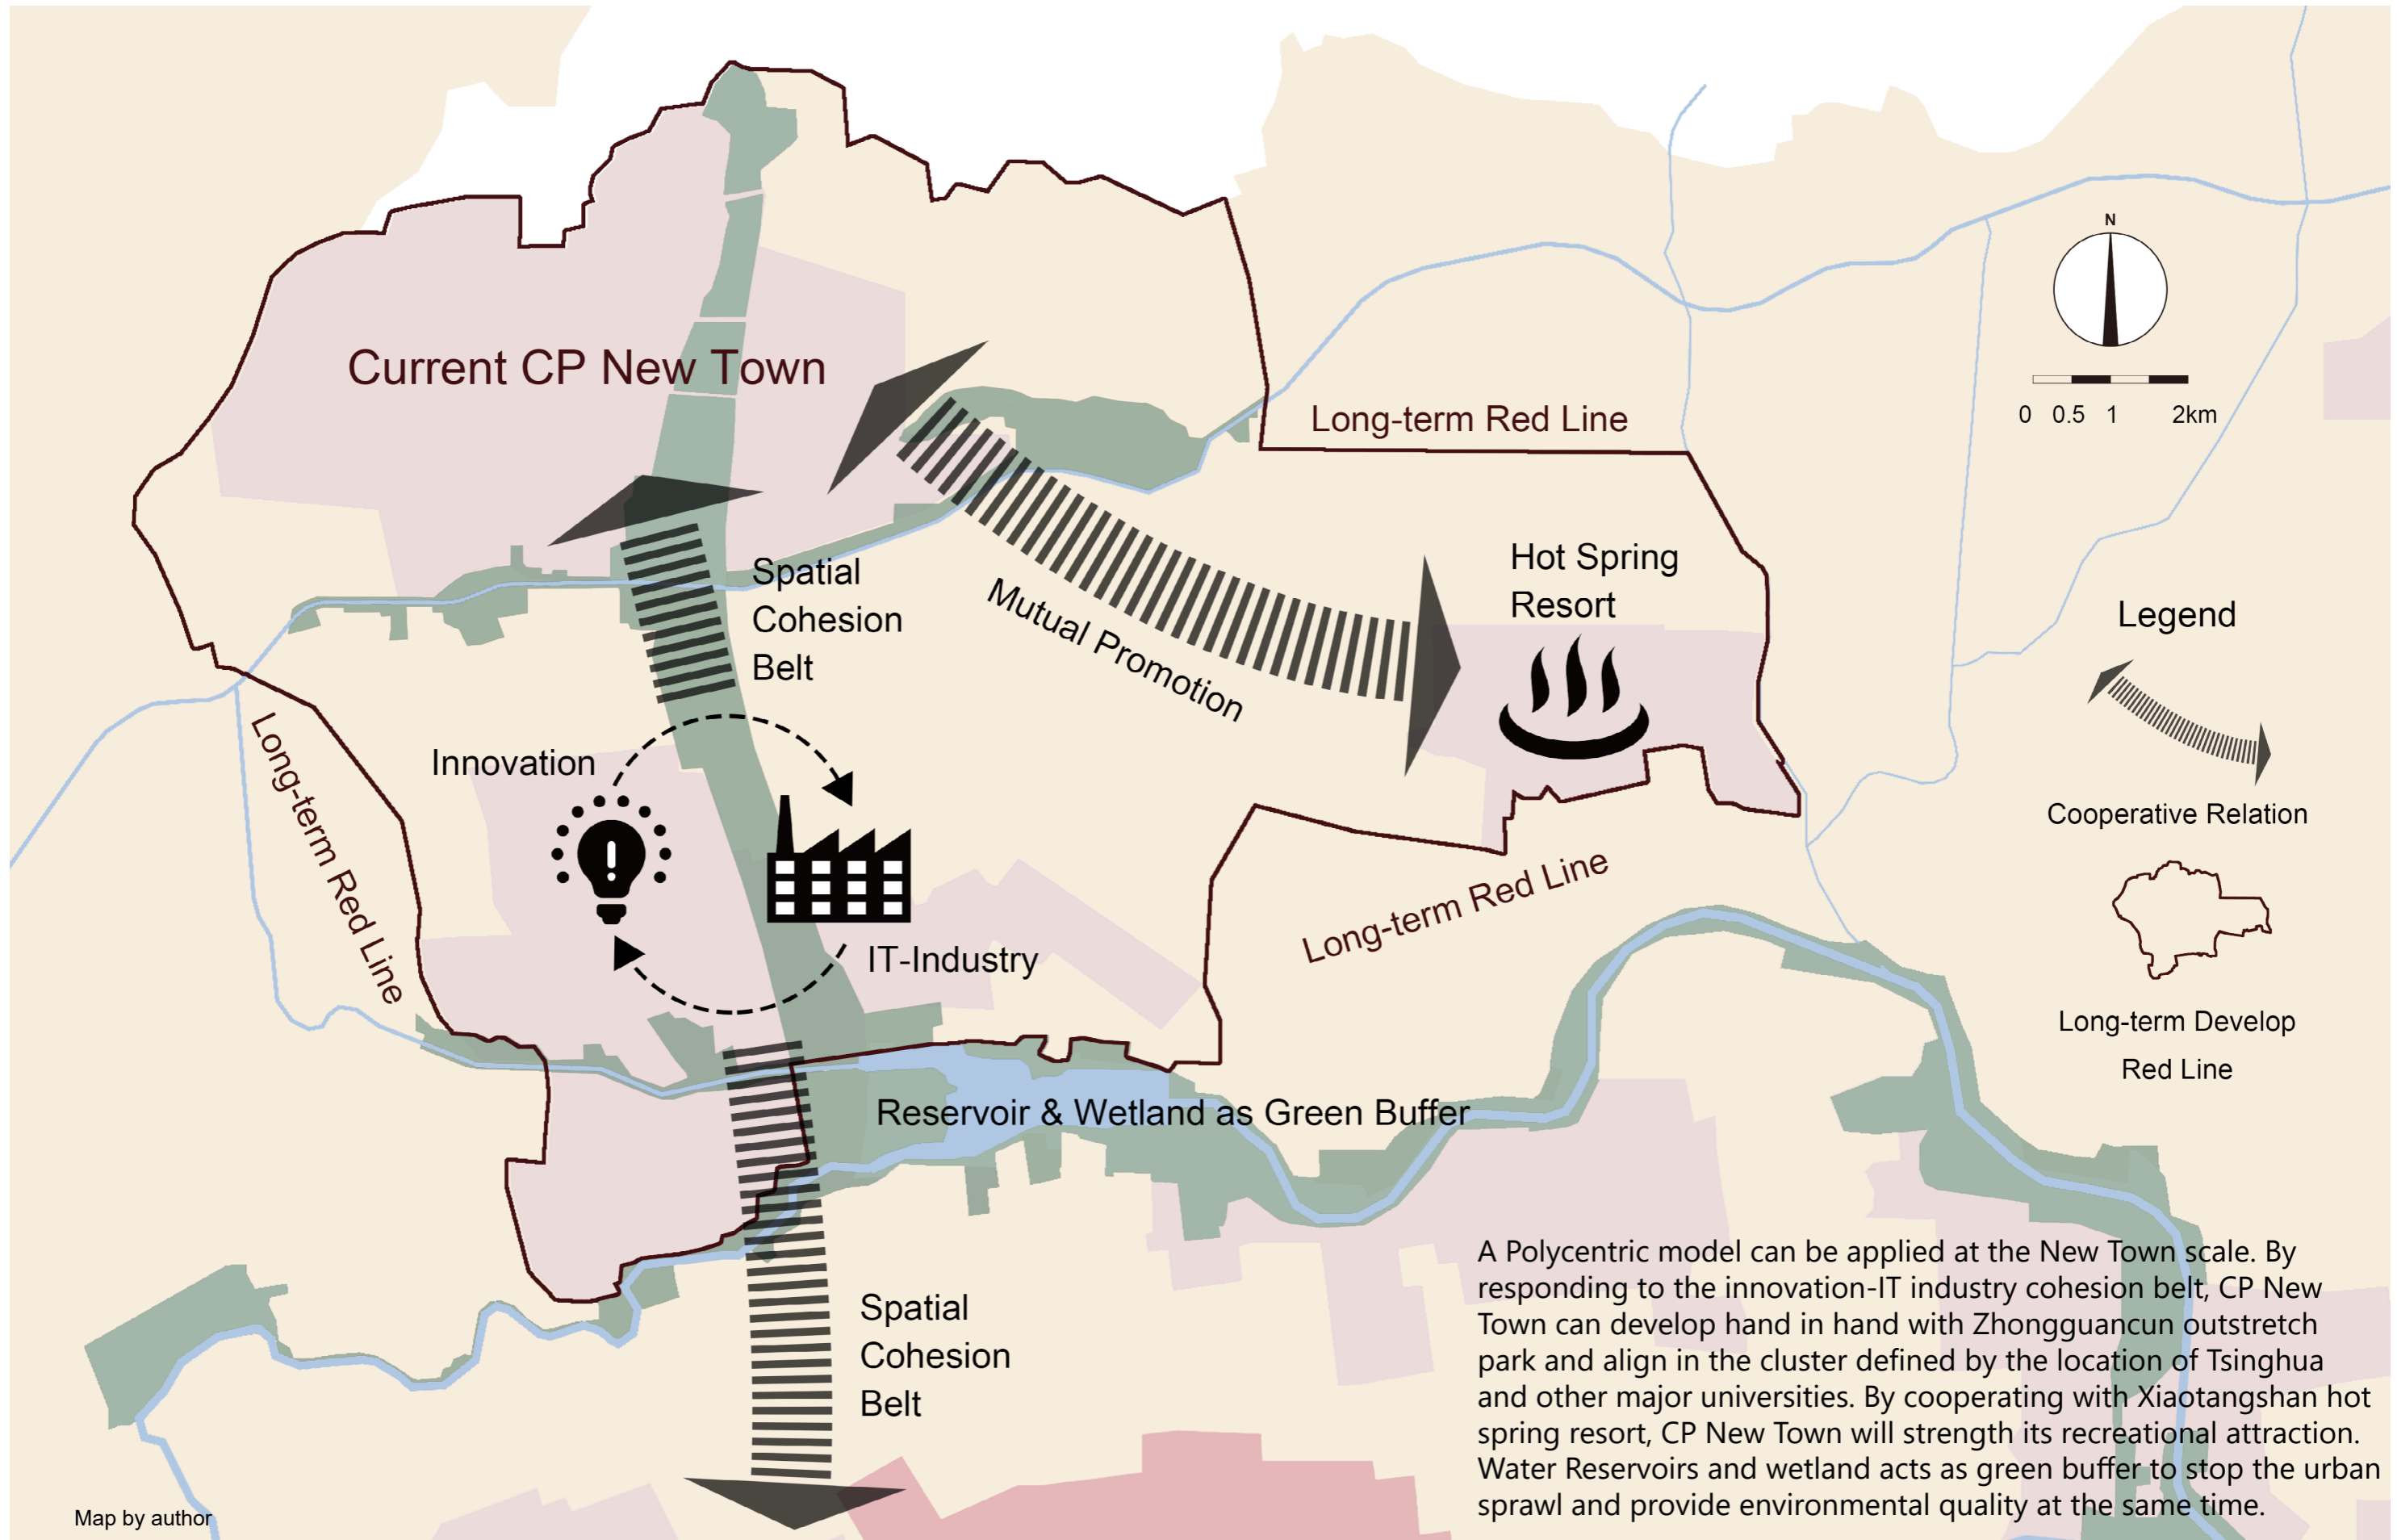 N
0 0.5 1 2km
Current CP New Town
Long-term Red Line
Hot Spring
Resort
Spatial
Cohesion
Belt
Mutual Promotion
Legend
Cooperative Relation
Long-term Develop
Red Line
Innovation
Long-term Red Line
IT-Industry
Long-term Red Line
Reservoir & Wetland as Green Buffer
Spatial
Cohesion
Belt
A Polycentric model can be applied at the New Town scale. By
responding to the innovation-IT industry cohesion belt, CP New
Town can develop hand in hand with Zhongguancun outstretch
park and align in the cluster defined by the location of Tsinghua
and other major universities. By cooperating with Xiaotangshan hot
spring resort, CP New Town will strength its recreational attraction.
Water Reservoirs and wetland acts as green buffer to stop the urban
sprawl and provide environmental quality at the same time.
Map by author